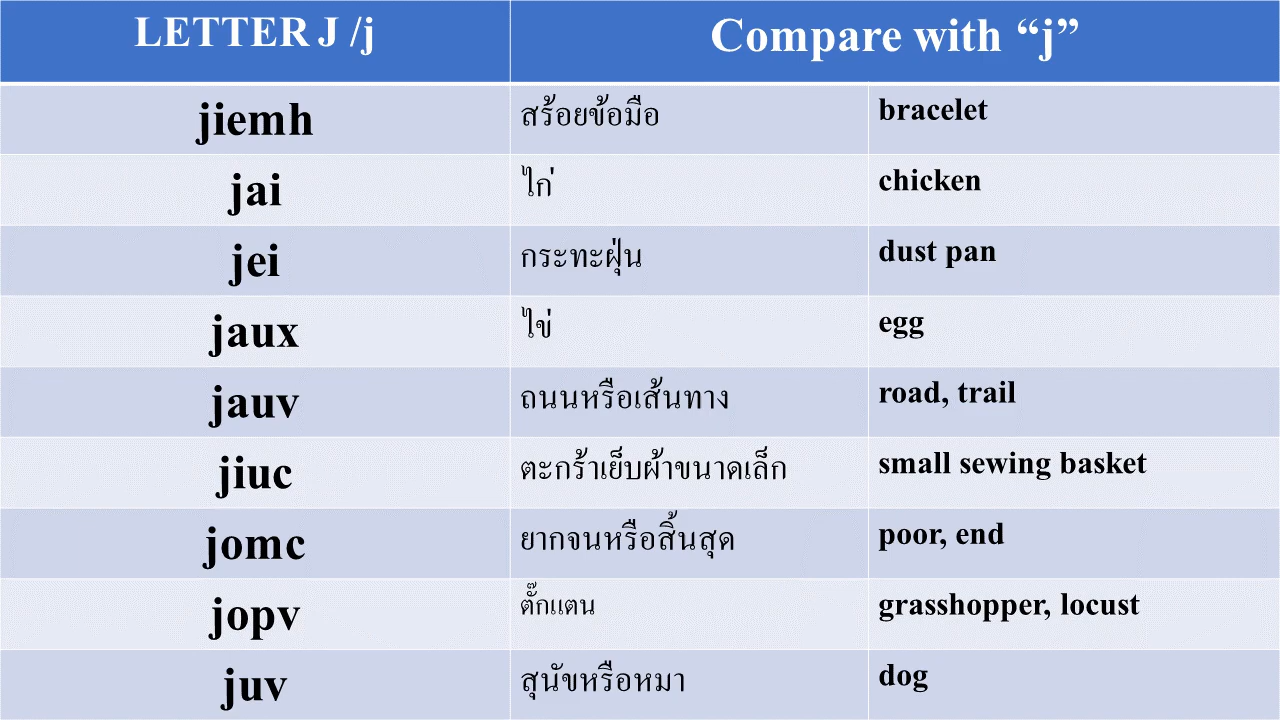 LETTER J /j Compare with “j”
jiemh สร้อยข้อมือ bracelet
jai ไก่ chicken
jei กระทะฝุ่น dust pan
jaux ไข่ egg
jauv ถนนหรือเส้นทาง road, trail
jiuc ตะกร้าเย็บผ้าขนาดเล็ก small sewing basket
jomc ยากจนหรือสิ้นสุด poor, end
jopv ตั๊กแตน grasshopper, locust
juv สุนัขหรือหมา dog